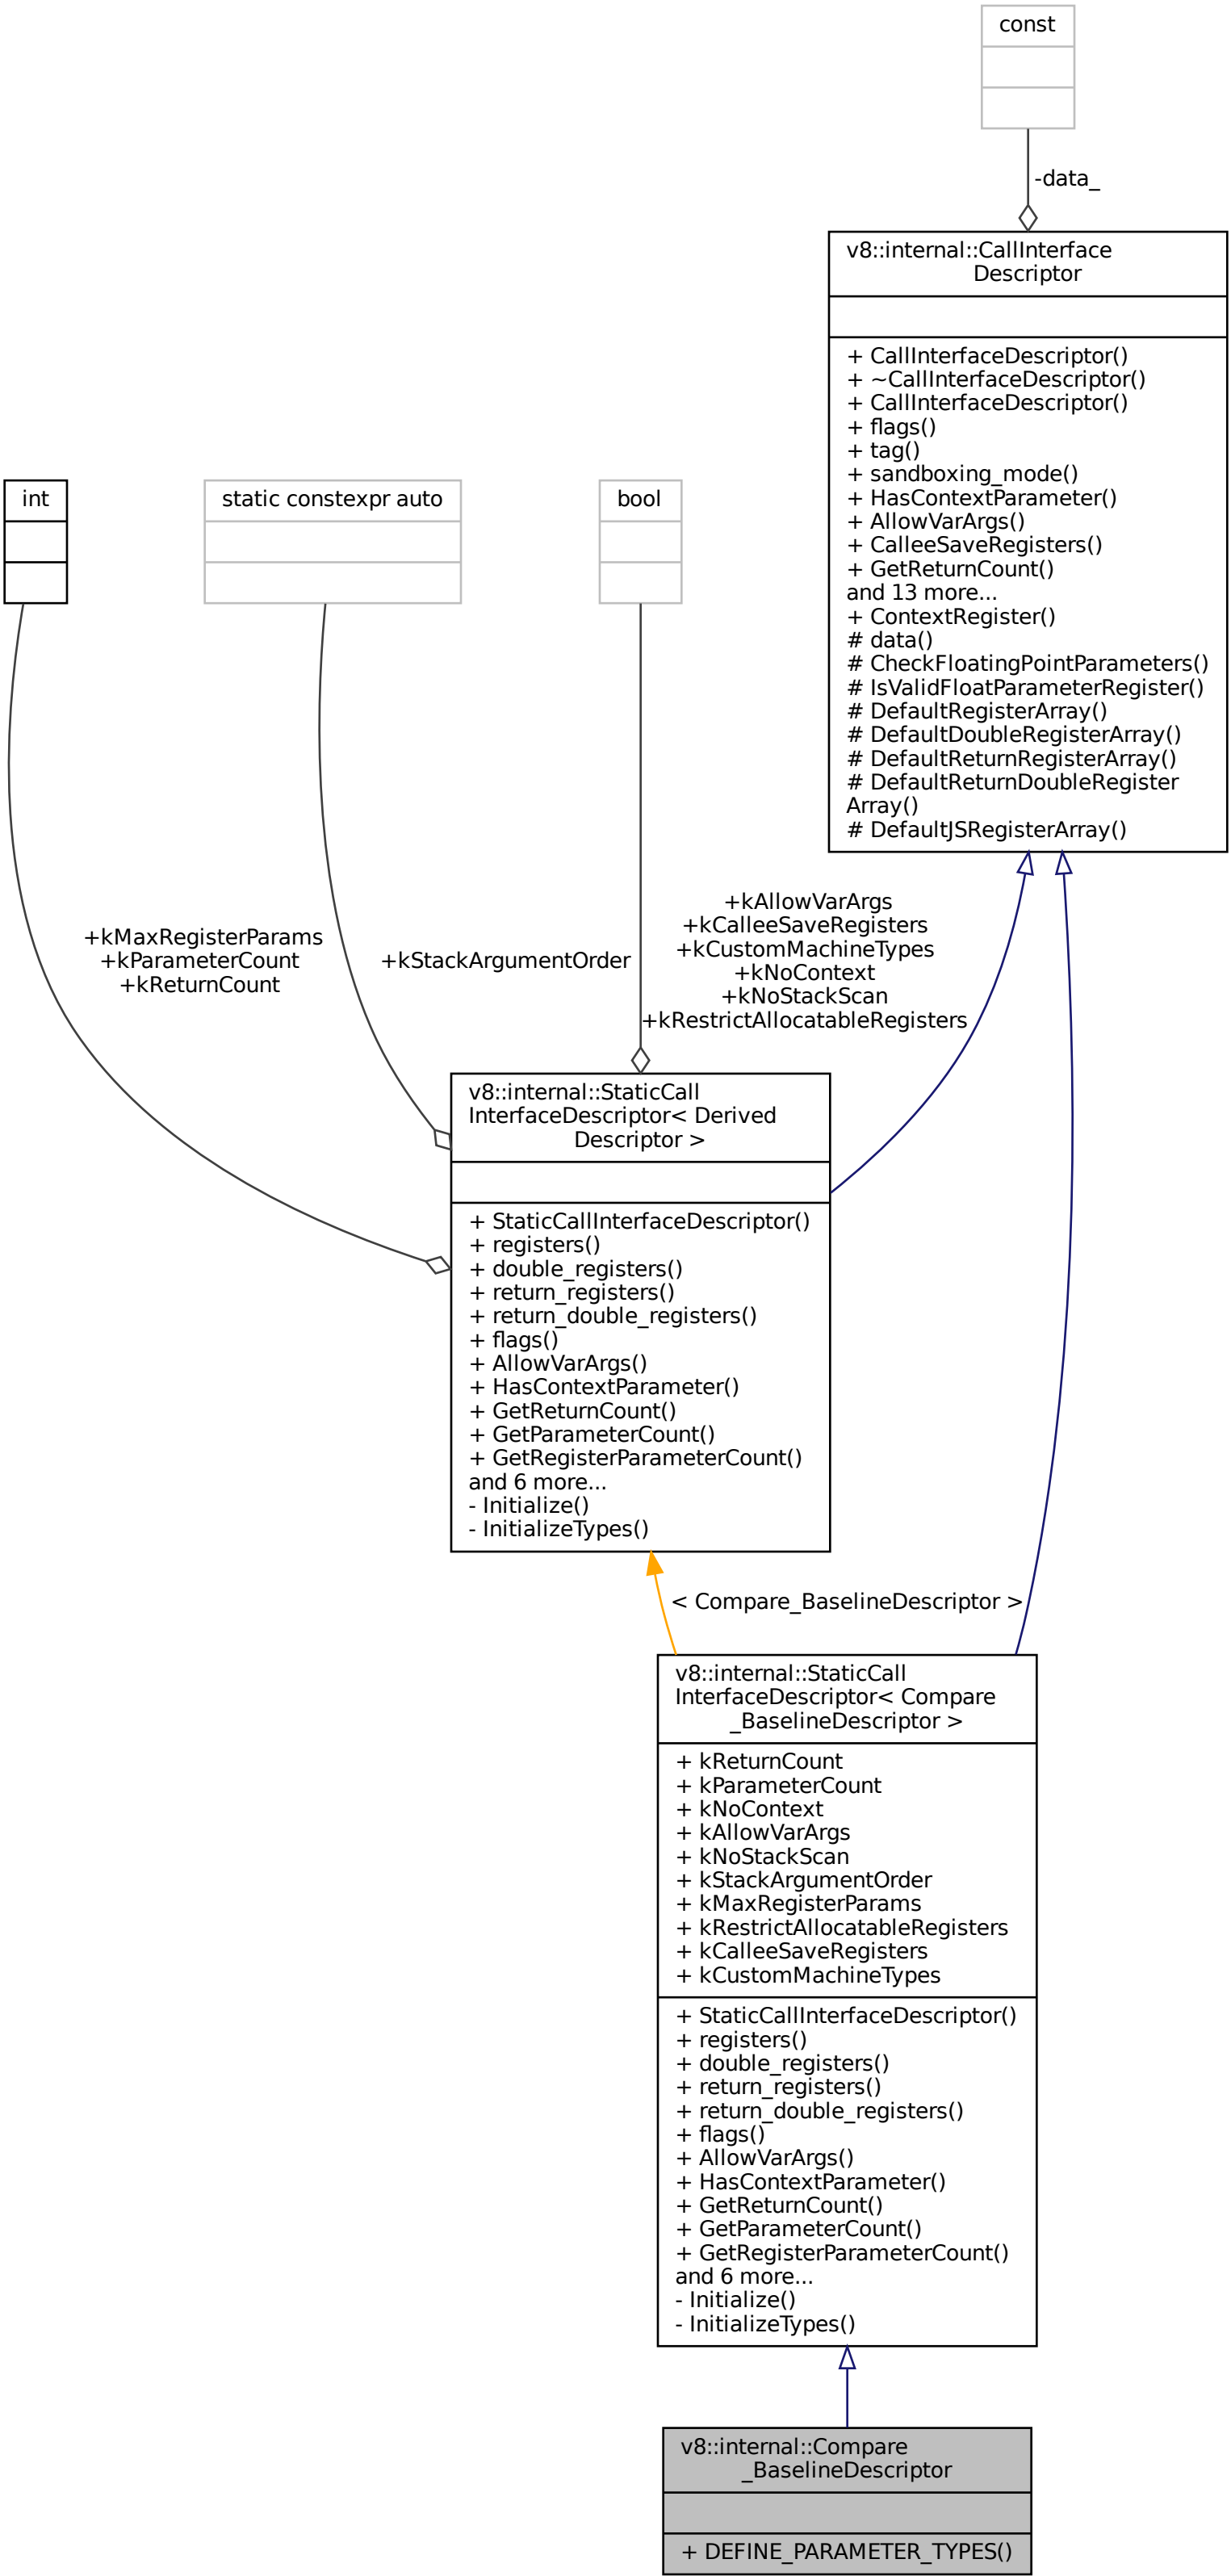 const
-data_
v8::internal::CallInterface
Descriptor
+ CallInterfaceDescriptor()
+ ~CallInterfaceDescriptor()
+ CallInterfaceDescriptor()
+ flags()
+ tag()
+ sandboxing_mode()
+ HasContextParameter()
+ AllowVarArgs()
+ CalleeSaveRegisters()
+ GetReturnCount()
and 13 more...
+ ContextRegister()
# data()
# CheckFloatingPointParameters()
# IsValidFloatParameterRegister()
# DefaultRegisterArray()
# DefaultDoubleRegisterArray()
# DefaultReturnRegisterArray()
# DefaultReturnDoubleRegister
Array()
# DefaultJSRegisterArray()
int
static constexpr auto
bool
+kMaxRegisterParams
+kParameterCount
+kReturnCount
+kStackArgumentOrder
+kAllowVarArgs
+kCalleeSaveRegisters
+kCustomMachineTypes
+kNoContext
+kNoStackScan
+kRestrictAllocatableRegisters
v8::internal::StaticCall
InterfaceDescriptor< Derived
Descriptor >
+ StaticCallInterfaceDescriptor()
+ registers()
+ double_registers()
+ return_registers()
+ return_double_registers()
+ flags()
+ AllowVarArgs()
+ HasContextParameter()
+ GetReturnCount()
+ GetParameterCount()
+ GetRegisterParameterCount()
and 6 more...
- Initialize()
- InitializeTypes()
< Compare_BaselineDescriptor >
v8::internal::StaticCall
InterfaceDescriptor< Compare
_BaselineDescriptor >
+ kReturnCount
+ kParameterCount
+ kNoContext
+ kAllowVarArgs
+ kNoStackScan
+ kStackArgumentOrder
+ kMaxRegisterParams
+ kRestrictAllocatableRegisters
+ kCalleeSaveRegisters
+ kCustomMachineTypes
+ StaticCallInterfaceDescriptor()
+ registers()
+ double_registers()
+ return_registers()
+ return_double_registers()
+ flags()
+ AllowVarArgs()
+ HasContextParameter()
+ GetReturnCount()
+ GetParameterCount()
+ GetRegisterParameterCount()
and 6 more...
- Initialize()
- InitializeTypes()
v8::internal::Compare
_BaselineDescriptor
+ DEFINE_PARAMETER_TYPES()